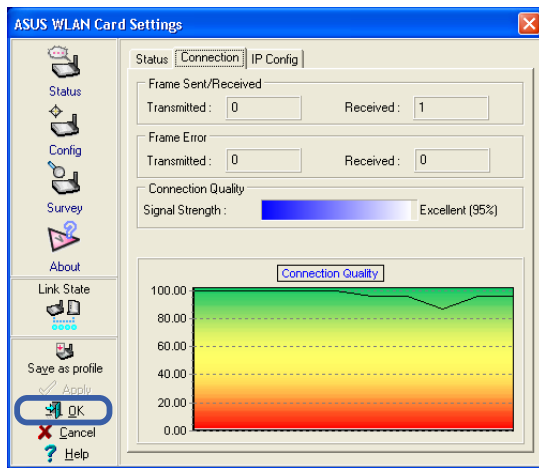 ASUS WLAN Card Settings
Status
Config
Survey
About
Link State
Save as profile
Apply
OK
Cancel
Help
Status Connection IP Config
Frame Sent/Received
Transmitted : 0 Received : 1
Frame Error
Transmitted : 0 Received : 0
Connection Quality
Signal Strength : Excellent (95%)
Connection Quality
100.00
80.00
60.00
40.00
20.00
0.00